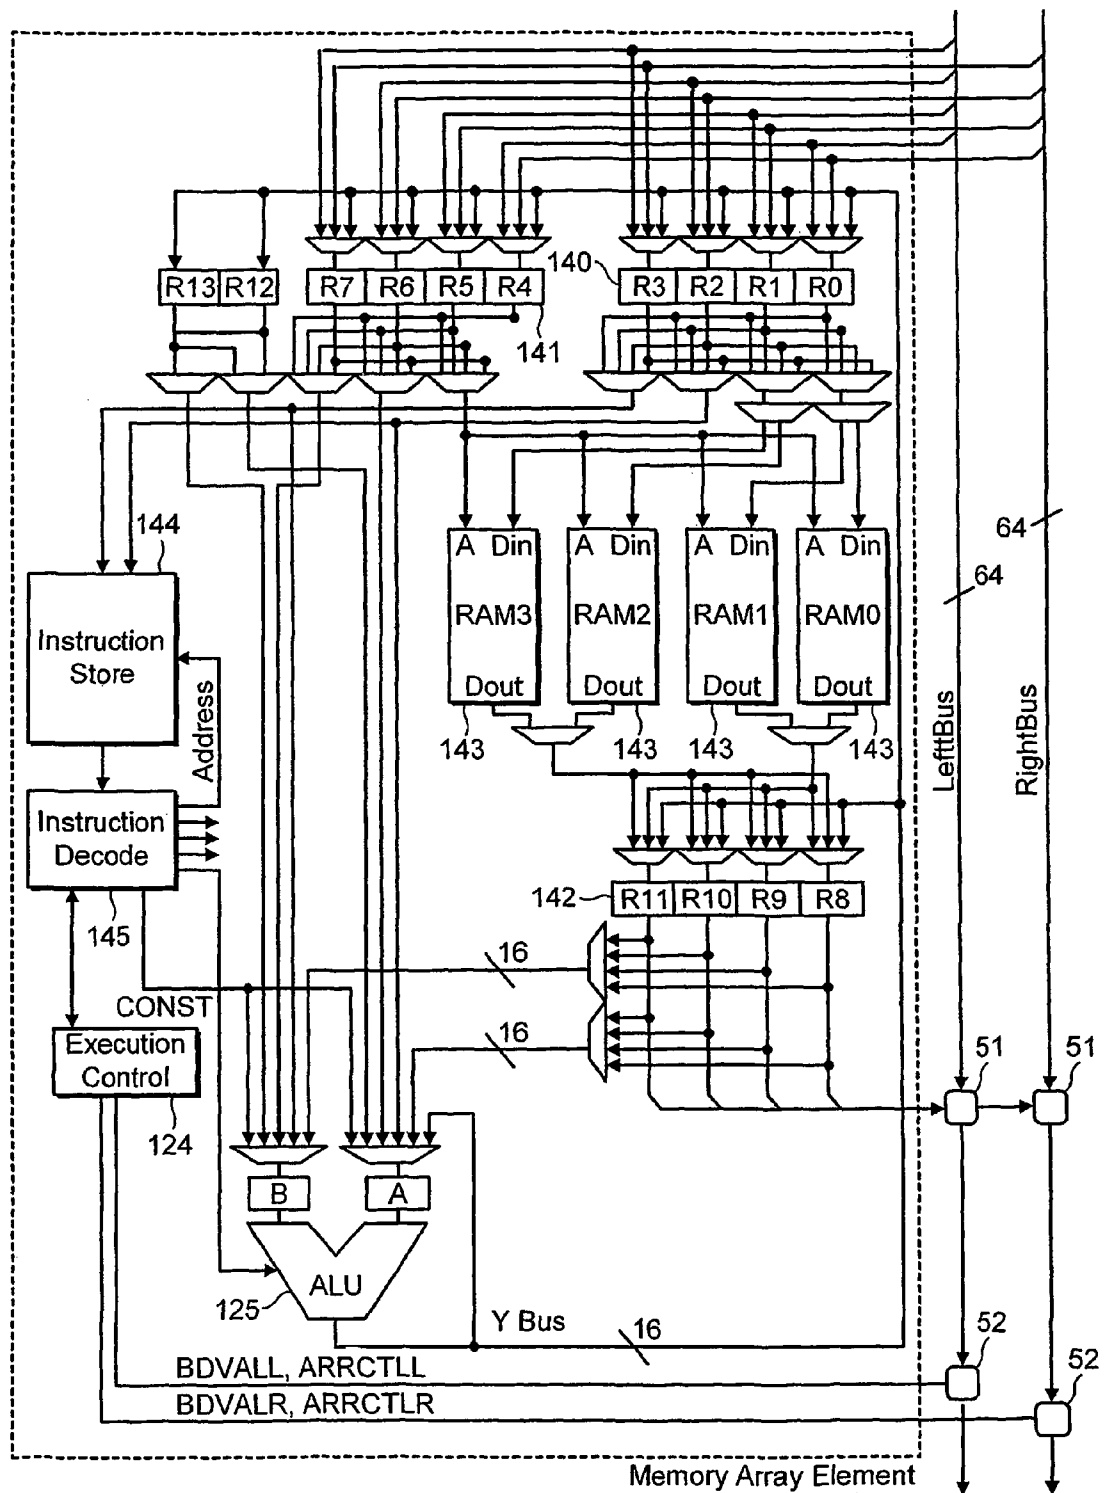 R13 R12 R7 R6 R5 R4 140 R3 R2 R1 R0
141
144
64
64
A Din A Din A Din A Din
Instruction
Store
RAM3 RAM2 RAM1 RAM0
Address
Dout Dout Dout Dout
143 143 143 143
LefttBus
RightBus
Instruction
Decode
145
142 R11 R10 R9 R8
16
CONST
16
Execution
Control
124
51 51
B A
ALU
125
Y Bus 16
52
52
BDVALL, ARRCTLL
BDVALR, ARRCTLR
Memory Array Element